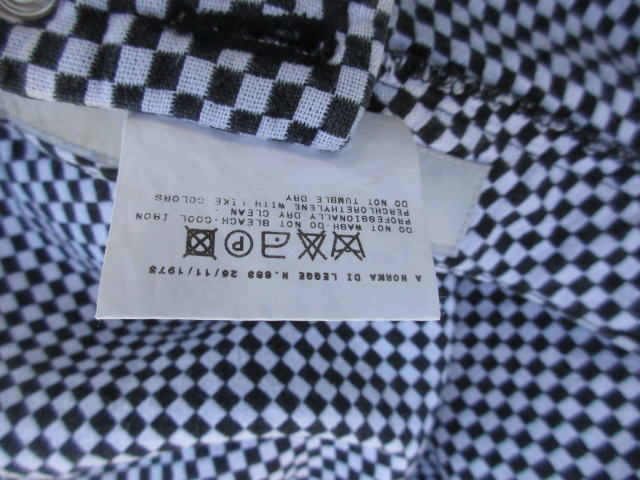 A NORMA DI LEGGE N.883 26/11/1973
P
DO NOT WASH-DO NOT BLEACH-COOL IRON
PROFESSIONALLY DRY CLEAN -
PERCHLORETHYLENE WITH LIKE COLORS
DO NOT TUMBLE DRY